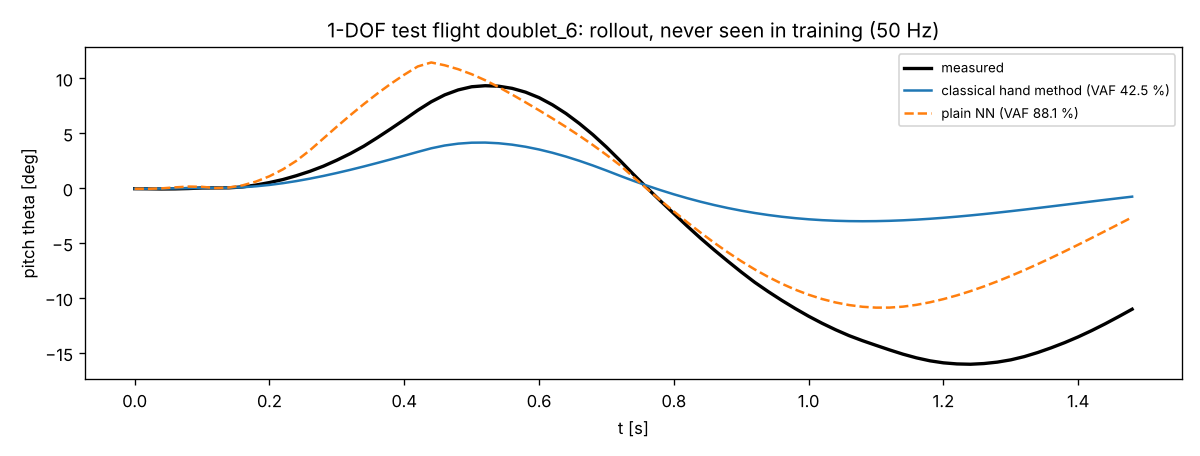 1-DOF test flight doublet_6: rollout, never seen in training (50 Hz)
measured
classical hand method (VAF 42.5 %)
plain NN (VAF 88.1 %)
pitch theta [deg]
10
5
0
−5
−10
−15
0.0 0.2 0.4 0.6 0.8 1.0 1.2 1.4
t [s]